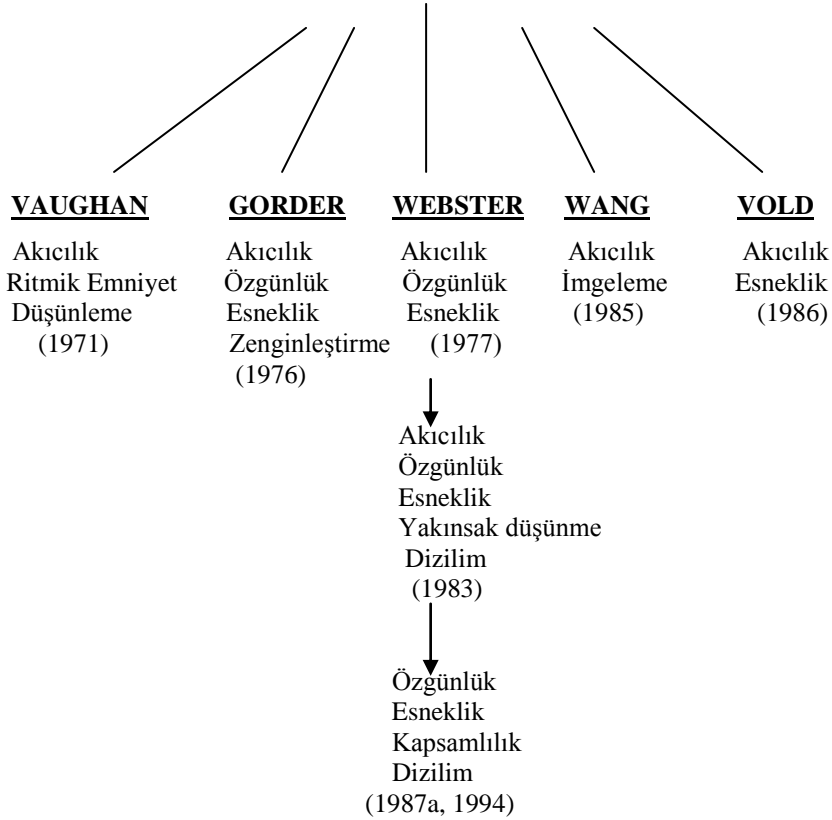 VAUGHAN
Akıcılık
Ritmik Emniyet
Düşünleme
(1971)
GORDER
Akıcılık
Özgünlük
Esneklik
Zenginleştirme
(1976)
WEBSTER
Akıcılık
Özgünlük
Esneklik
(1977)
Akıcılık
Özgünlük
Esneklik
Yakınsak düşünme
Dizilim
(1983)
Özgünlük
Esneklik
Kapsamlılık
Dizilim
(1987a, 1994)
WANG
Akıcılık
İmgeleme
(1985)
VOLD
Akıcılık
Esneklik
(1986)